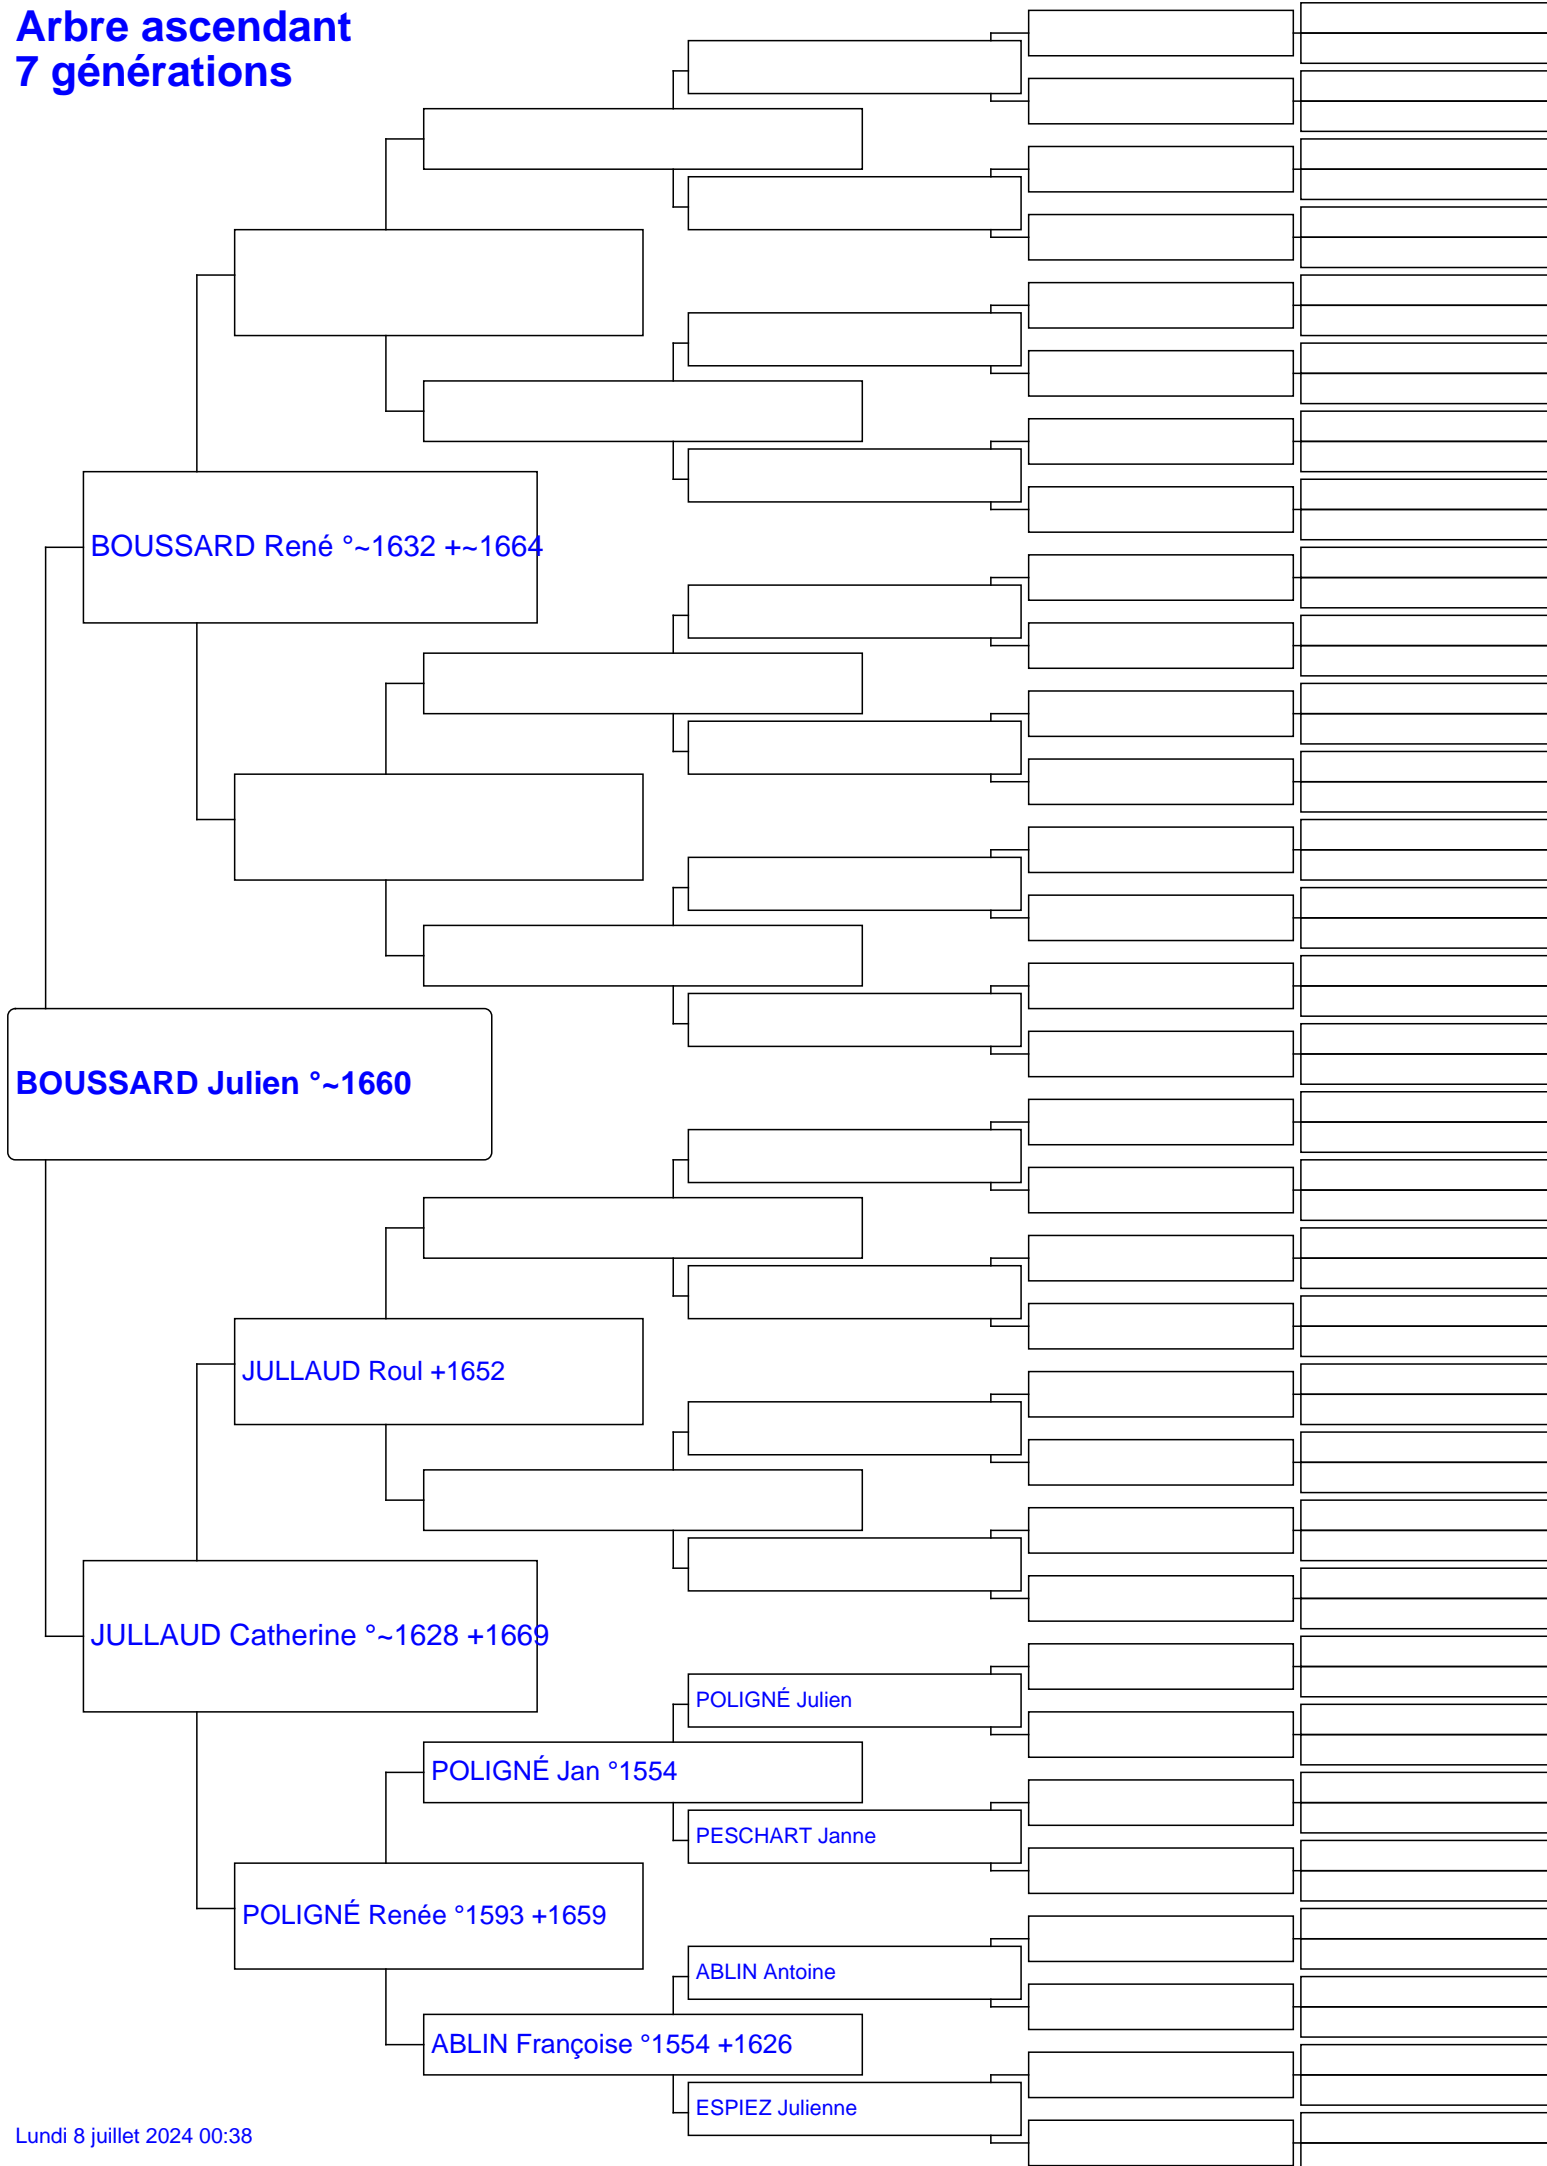 Arbre ascendant
7 générations
BOUSSARD René °~1632 +~1664
BOUSSARD Julien °~1660
JULLAUD Roul +1652
JULLAUD Catherine °~1628 +1669
POLIGNÉ Julien
POLIGNÉ Jan °1554
PESCHART Janne
POLIGNÉ Renée °1593 +1659
ABLIN Antoine
ABLIN Françoise °1554 +1626
ESPIEZ Julienne
Lundi 8 juillet 2024 00:38